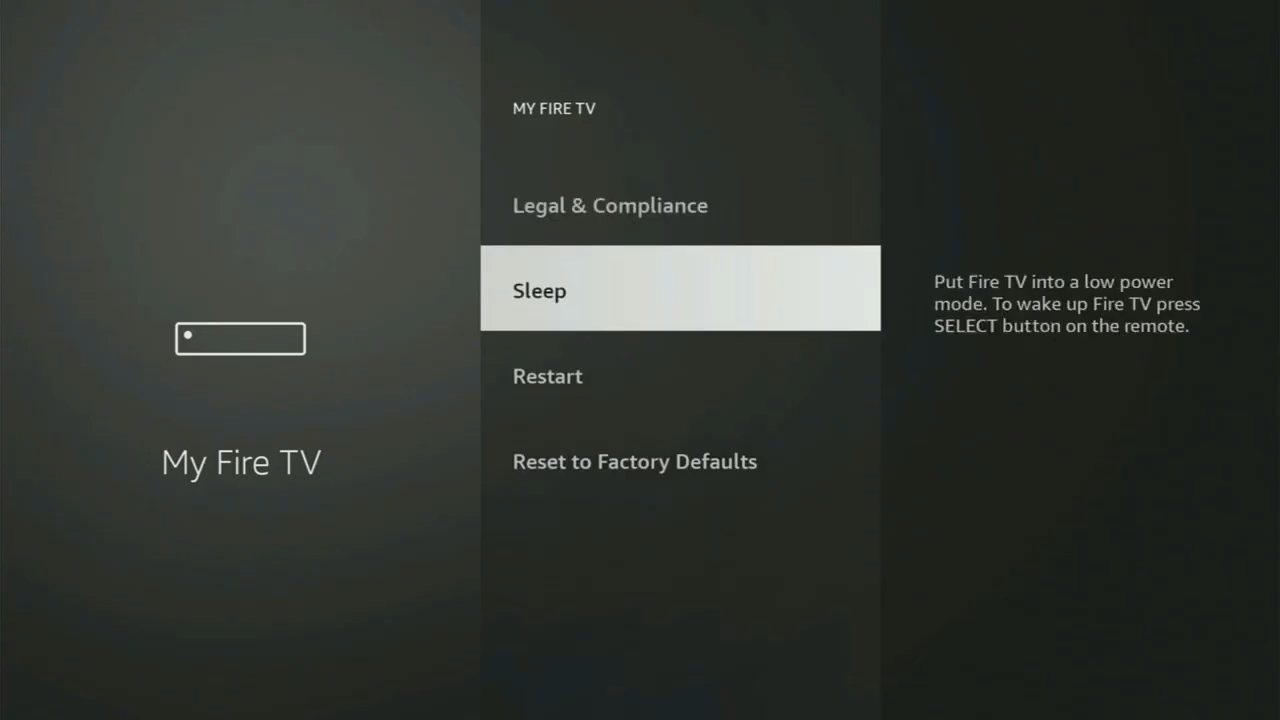 MY FIRE TV
Legal & Compliance
Sleep
Restart
Reset to Factory Defaults
My Fire TV
Put Fire TV into a low power
mode. To wake up Fire TV press
SELECT button on the remote.